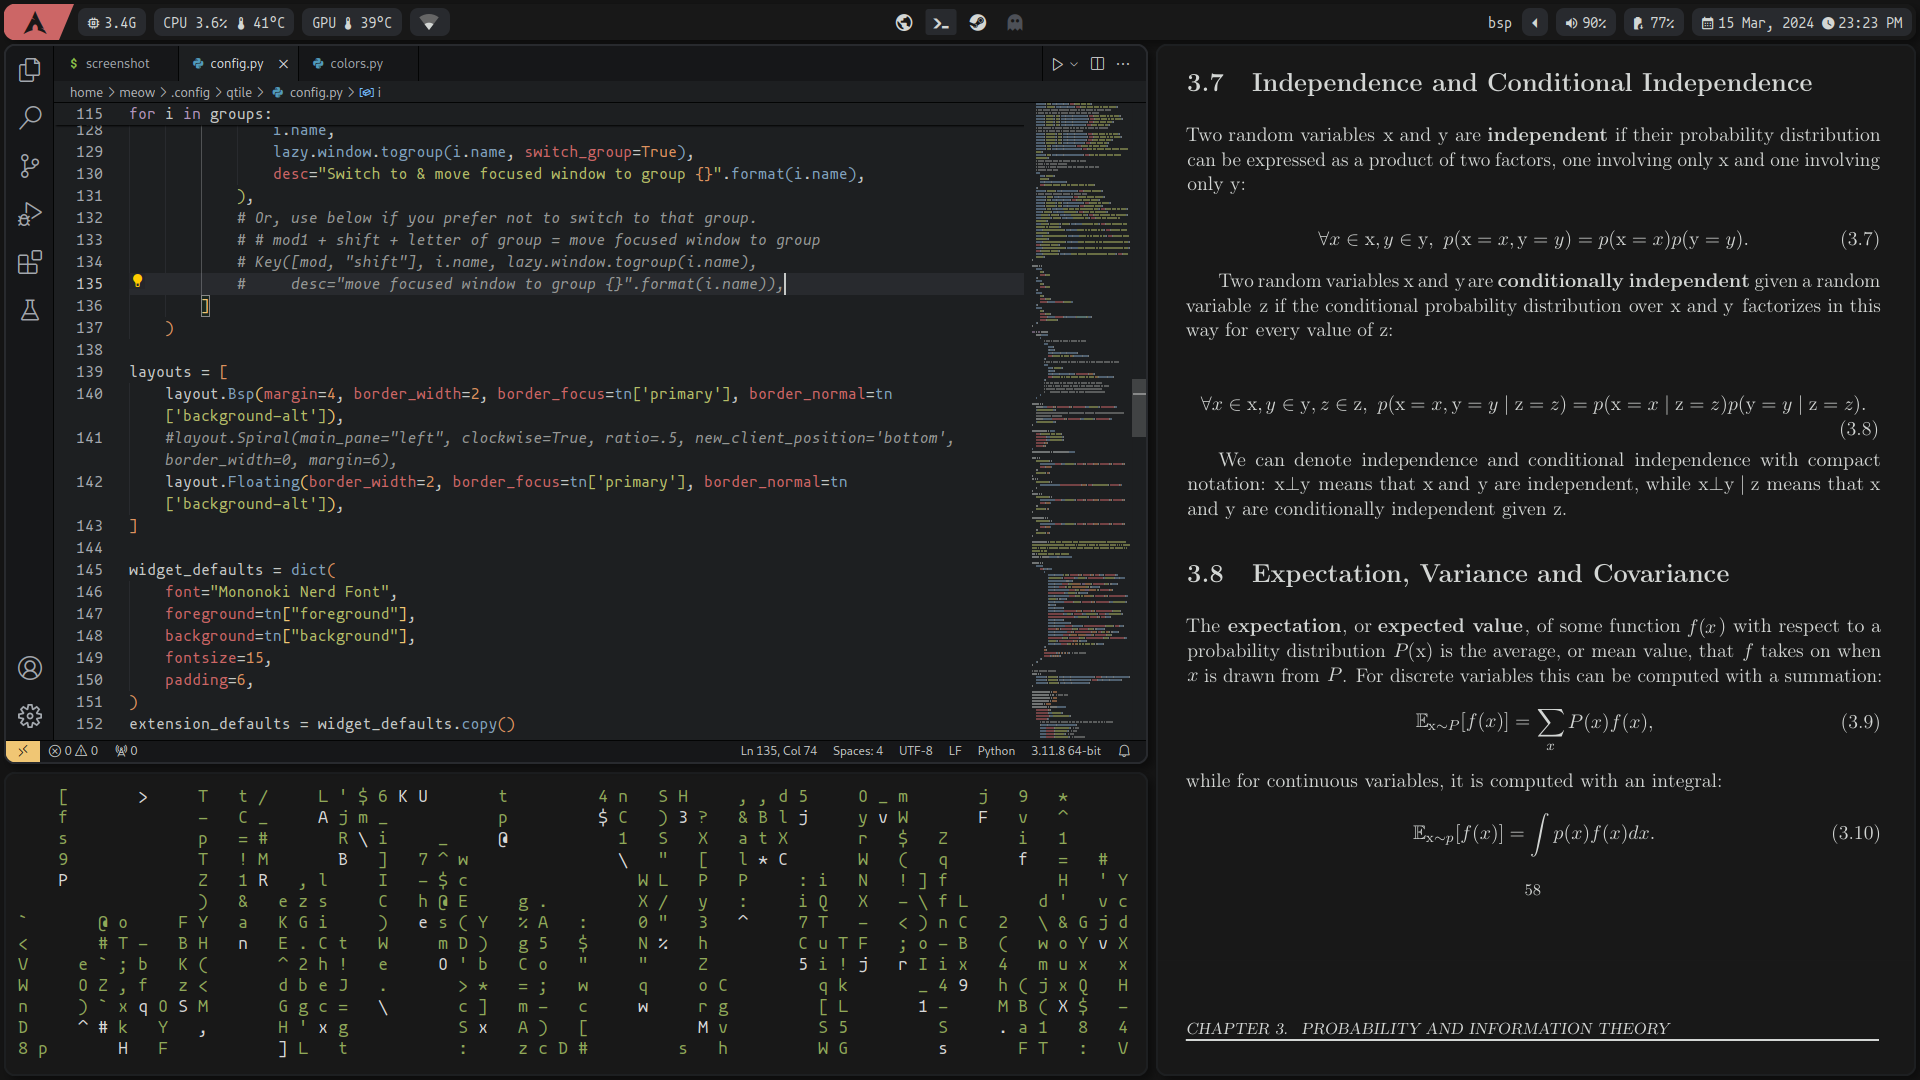 3.4G CPU 3.6% 41°C GPU 39°C bsp 90% 77% 15 Mar, 2024 23:23 PM
$ screenshot config.py colors.py
home > meow > .config > qtile > config.py > i
115 for i in groups:
128 i.name,
129 lazy.window.togroup(i.name, switch_group=True),
130 desc="Switch to & move focused window to group {}".format(i.name),
131 ),
132 # Or, use below if you prefer not to switch to that group.
133 # # mod1 + shift + letter of group = move focused window to group
134 # Key([mod, "shift"], i.name, lazy.window.togroup(i.name),
135 #     desc="move focused window to group {}".format(i.name)),
136 ]
137 )
138
139 layouts = [
140 layout.Bsp(margin=4, border_width=2, border_focus=tn['primary'], border_normal=tn
['background-alt']),
141 #layout.Spiral(main_pane="left", clockwise=True, ratio=.5, new_client_position='bottom',
border_width=0, margin=6),
142 layout.Floating(border_width=2, border_focus=tn['primary'], border_normal=tn
['background-alt']),
143 ]
144
145 widget_defaults = dict(
146 font="Mononoki Nerd Font",
147 foreground=tn["foreground"],
148 background=tn["background"],
149 fontsize=15,
150 padding=6,
151 )
152 extension_defaults = widget_defaults.copy()
0 0 0 Ln 135, Col 74 Spaces: 4 UTF-8 LF Python 3.11.8 64-bit
3.7 Independence and Conditional Independence
Two random variables x and y are independent if their probability distribution
can be expressed as a product of two factors, one involving only x and one involving
only y:
∀x ∈ x, y ∈ y, p(x = x, y = y) = p(x = x)p(y = y). (3.7)
Two random variables x and y are conditionally independent given a random
variable z if the conditional probability distribution over x and y factorizes in this
way for every value of z:
∀x ∈ x, y ∈ y, z ∈ z, p(x = x, y = y | z = z) = p(x = x | z = z)p(y = y | z = z).
(3.8)
We can denote independence and conditional independence with compact
notation: x⊥y means that x and y are independent, while x⊥y | z means that x
and y are conditionally independent given z.
3.8 Expectation, Variance and Covariance
The expectation, or expected value, of some function f(x) with respect to a
probability distribution P(x) is the average, or mean value, that f takes on when
x is drawn from P. For discrete variables this can be computed with a summation:
𝔼x∼P[f(x)] = ∑x P(x)f(x), (3.9)
while for continuous variables, it is computed with an integral:
𝔼x∼p[f(x)] = ∫ p(x)f(x)dx. (3.10)
58
CHAPTER 3. PROBABILITY AND INFORMATION THEORY